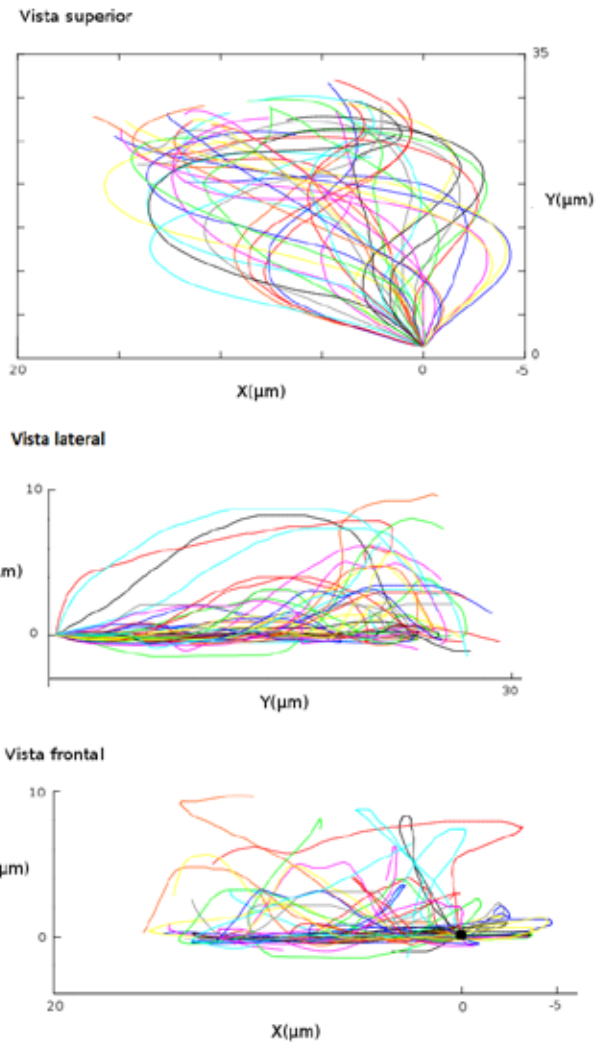 Vista superior
35
Y(μm)
0
20 0 -5
X(μm)
Vista lateral
10
m)
0
30
Y(μm)
Vista frontal
10
μm)
0
20 0 -5
X(μm)